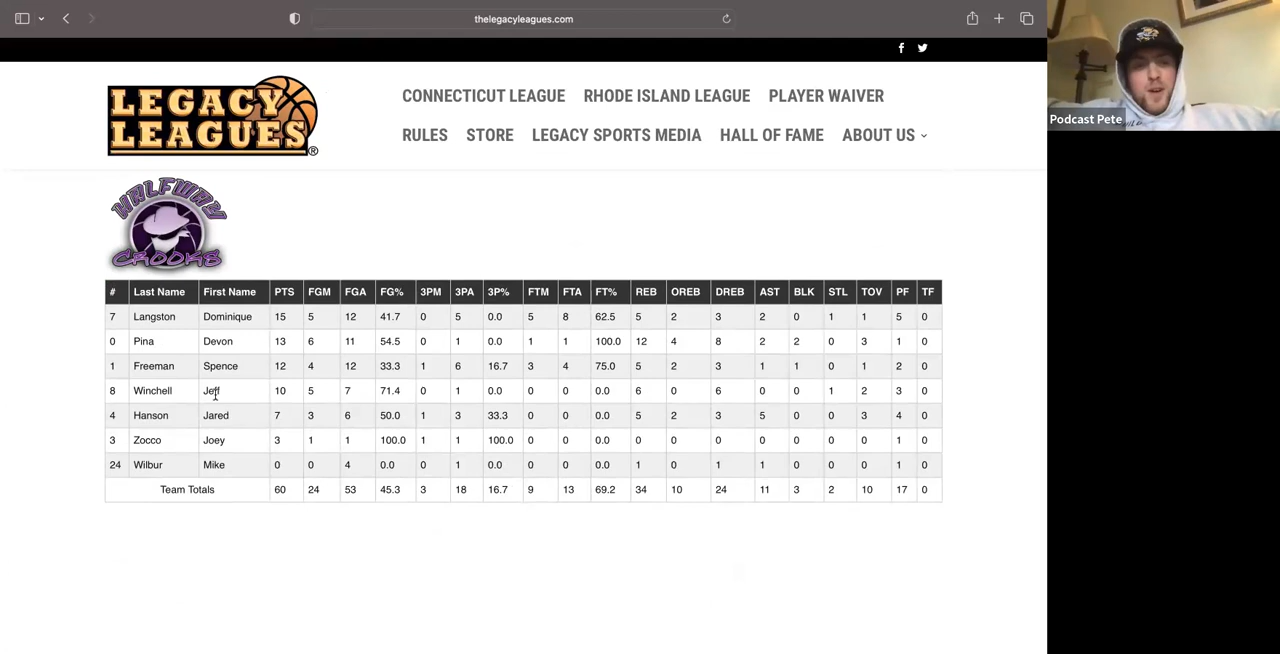 thelegacyleagues.com
LEGACY
LEAGUES
CONNECTICUT LEAGUE RHODE ISLAND LEAGUE PLAYER WAIVER
RULES STORE LEGACY SPORTS MEDIA HALL OF FAME ABOUT US
Podcast Pete
HALFWAY
CROOKS
# Last Name First Name PTS FGM FGA FG% 3PM 3PA 3P% FTM FTA FT% REB OREB DREB AST BLK STL TOV PF TF
7 Langston Dominique 15 5 12 41.7 0 5 0.0 5 8 62.5 5 2 3 2 0 1 1 5 0
0 Pina Devon 13 6 11 54.5 0 1 0.0 1 1 100.0 12 4 8 2 2 0 3 1 0
1 Freeman Spence 12 4 12 33.3 1 6 16.7 3 4 75.0 5 2 3 1 1 0 1 2 0
8 Winchell Jeff 10 5 7 71.4 0 1 0.0 0 0 0.0 6 0 6 0 0 1 2 3 0
4 Hanson Jared 7 3 6 50.0 1 3 33.3 0 0 0.0 5 2 3 5 0 0 3 4 0
3 Zocco Joey 3 1 1 100.0 1 1 100.0 0 0 0.0 0 0 0 0 0 0 0 1 0
24 Wilbur Mike 0 0 4 0.0 0 1 0.0 0 0 0.0 1 0 1 1 0 0 0 1 0
Team Totals 60 24 53 45.3 3 18 16.7 9 13 69.2 34 10 24 11 3 2 10 17 0